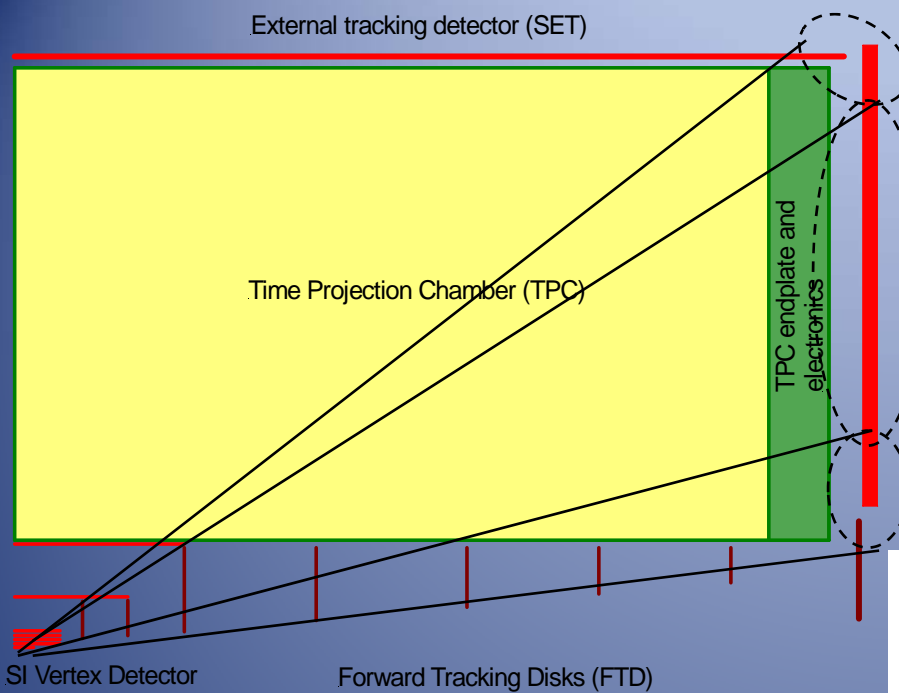 External tracking detector (SET)
Time Projection Chamber (TPC)
TPC endplate and
electronics
SI Vertex Detector
Forward Tracking Disks (FTD)